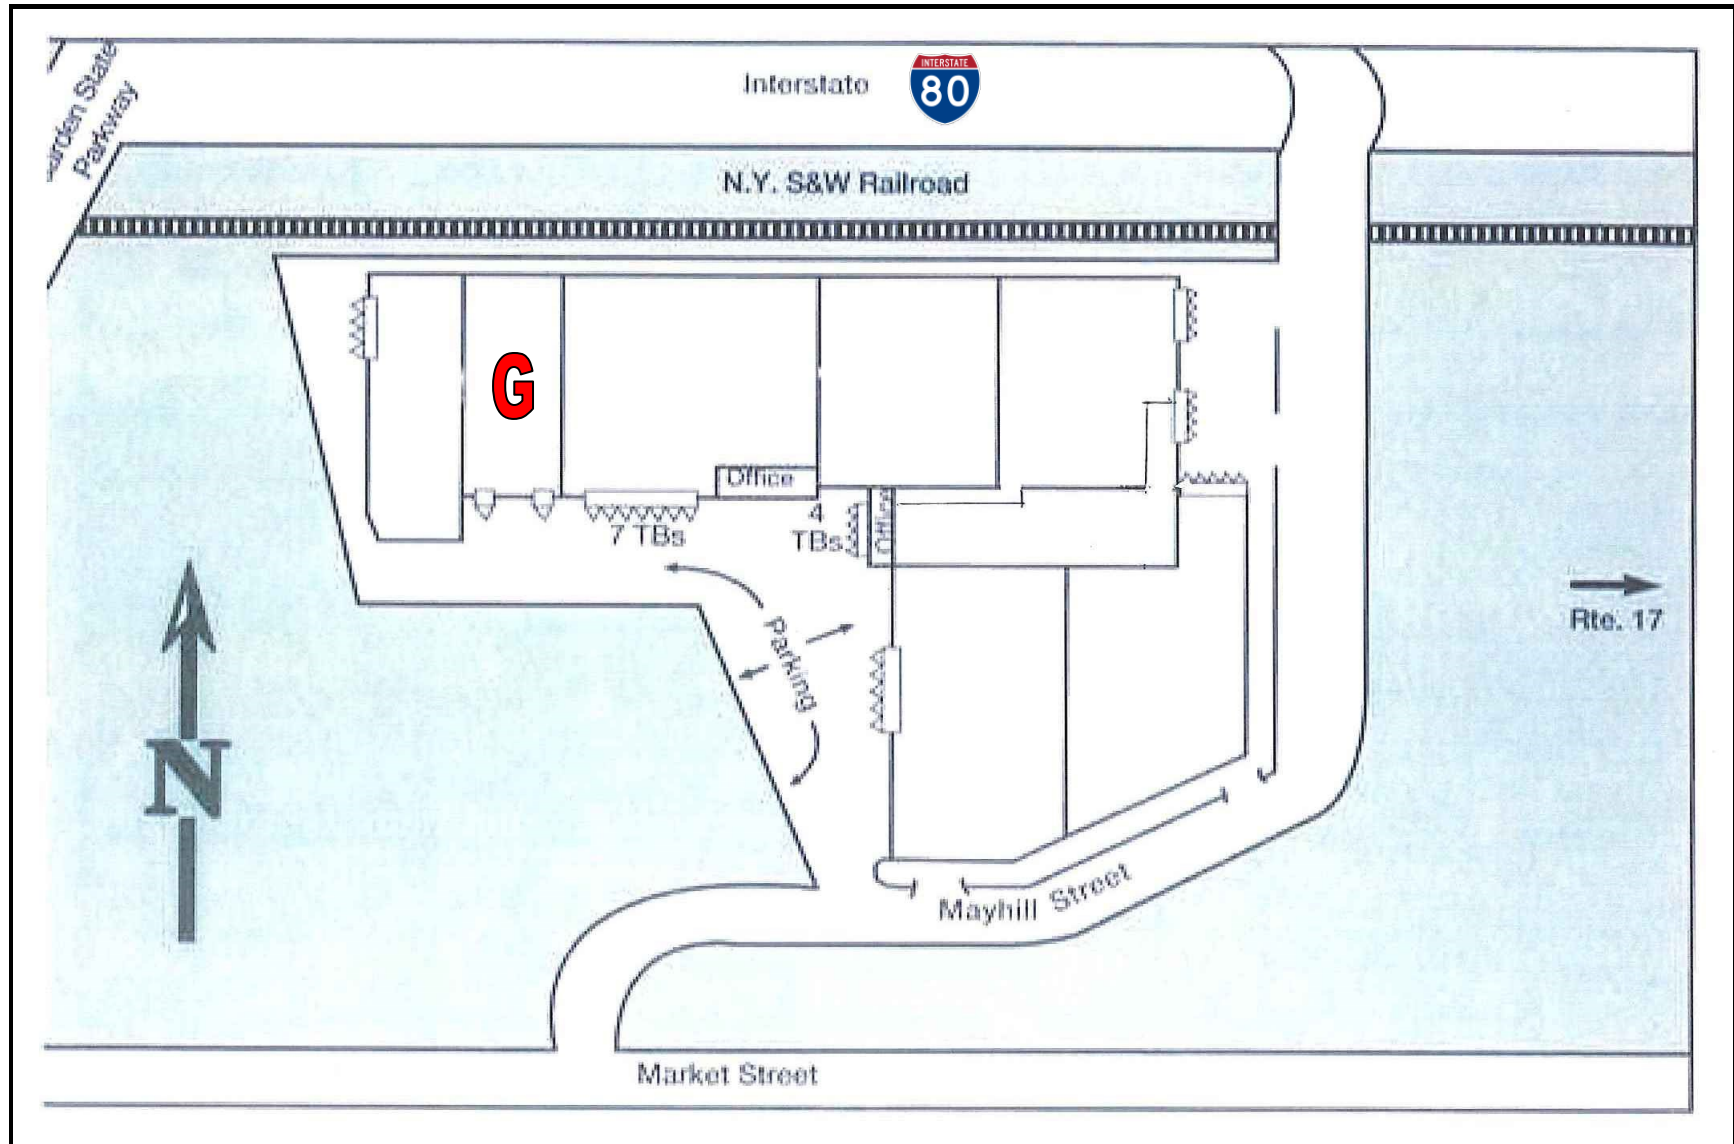 Garden State
Parkway
Interstate
INTERSTATE
80
N.Y. S&W Railroad
G
Office
7 TBs
4
TBs
Office
Parking
Rte. 17
N
Mayhill Street
Market Street